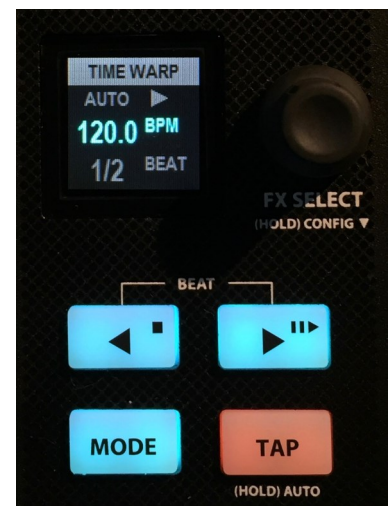 TIME WARP
AUTO
120.0 BPM
1/2 BEAT
FX SELECT
(HOLD) CONFIG
BEAT
MODE
TAP
(HOLD) AUTO